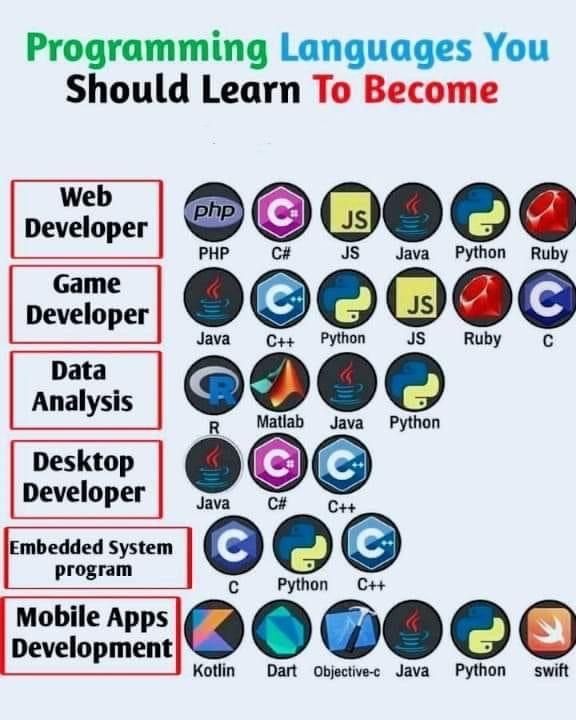 Programming Languages You
Should Learn To Become
Web
Developer
php C# JS
PHP C# JS Java Python Ruby
Game
Developer
C++ JS C
Java C++ Python JS Ruby C
Data
Analysis
R
R Matlab Java Python
Desktop
Developer
C# C++
Java C# C++
Embedded System
program
C C++
C Python C++
Mobile Apps
Development
Kotlin Dart Objective-c Java Python swift